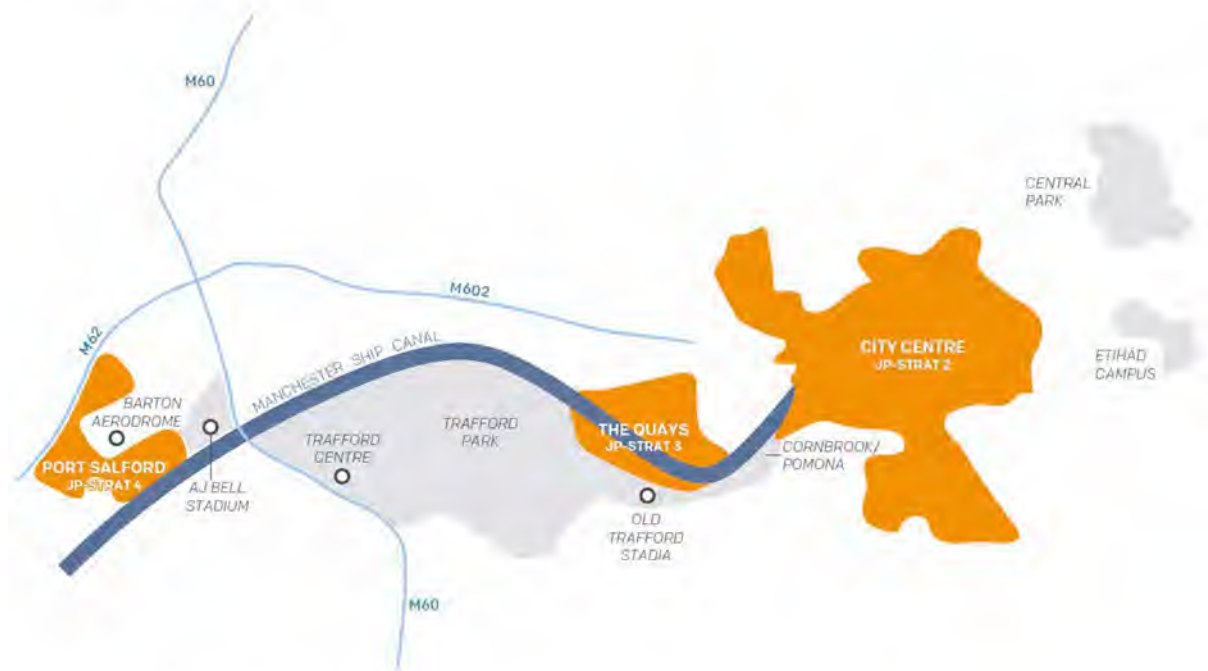 M60
CENTRAL
PARK
M602
M62
MANCHESTER SHIP CANAL
CITY CENTRE
JP-STRAT 2
ETIHAD
CAMPUS
BARTON
AERODROME
TRAFFORD
PARK
THE QUAYS
JP-STRAT 3
TRAFFORD
CENTRE
CORNBROOK/
POMONA
PORT SALFORD
JP-STRAT 4
AJ BELL
STADIUM
OLD
TRAFFORD
STADIA
M60